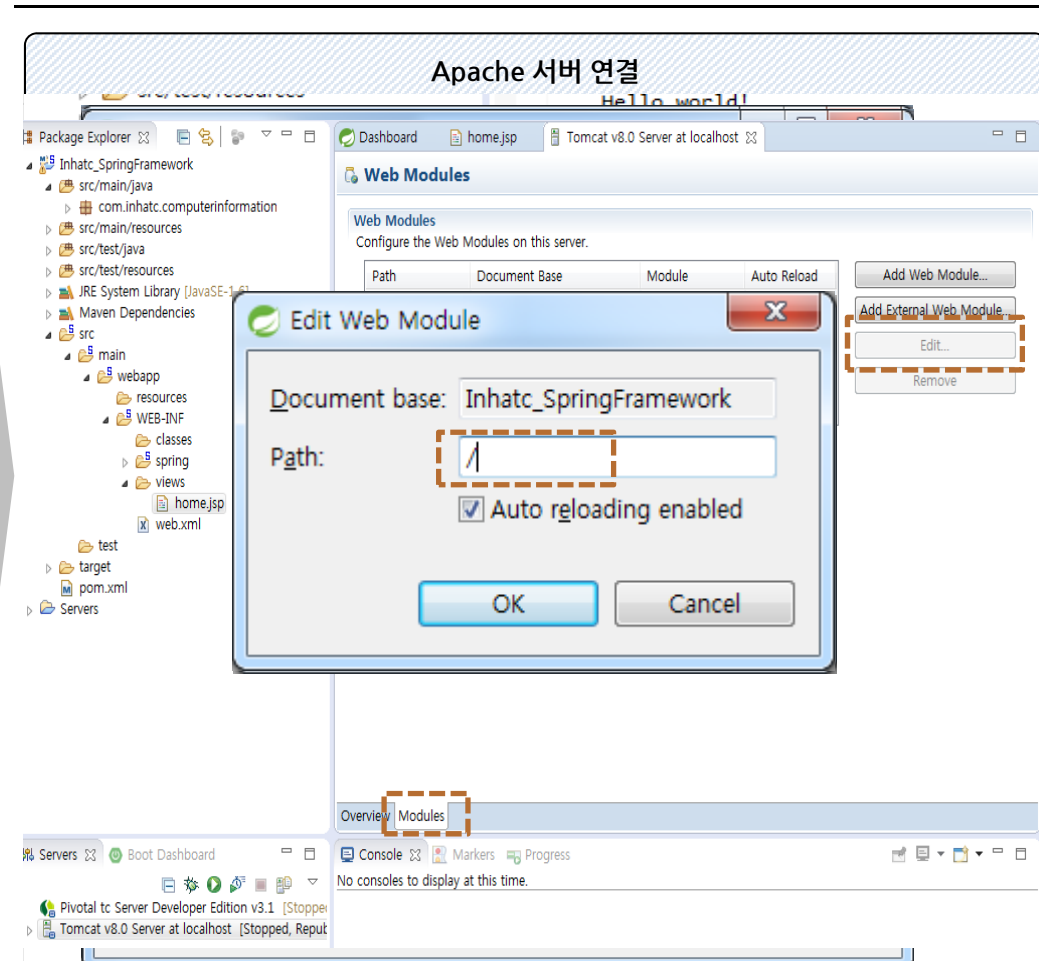 Apache 서버 연결
Hello world!
Package Explorer
Inhatc_SpringFramework
src/main/java
com.inhatc.computerinformation
src/main/resources
src/test/java
src/test/resources
JRE System Library [JavaSE-1.6]
Maven Dependencies
src
main
webapp
resources
WEB-INF
classes
spring
views
home.jsp
web.xml
test
target
pom.xml
Servers
Dashboard home.jsp Tomcat v8.0 Server at localhost
Web Modules
Web Modules
Configure the Web Modules on this server.
Path Document Base Module Auto Reload
Add Web Module...
Add External Web Module...
Edit...
Remove
Edit Web Module
Document base: Inhatc_SpringFramework
Path: /
Auto reloading enabled
OK Cancel
Overview Modules
Servers Boot Dashboard
Pivotal tc Server Developer Edition v3.1 [Stopped
Tomcat v8.0 Server at localhost [Stopped, Repub
Console Markers Progress
No consoles to display at this time.